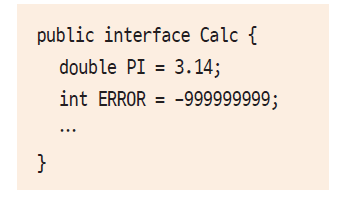 public interface Calc {
double PI = 3.14;
int ERROR = -999999999;
...
}